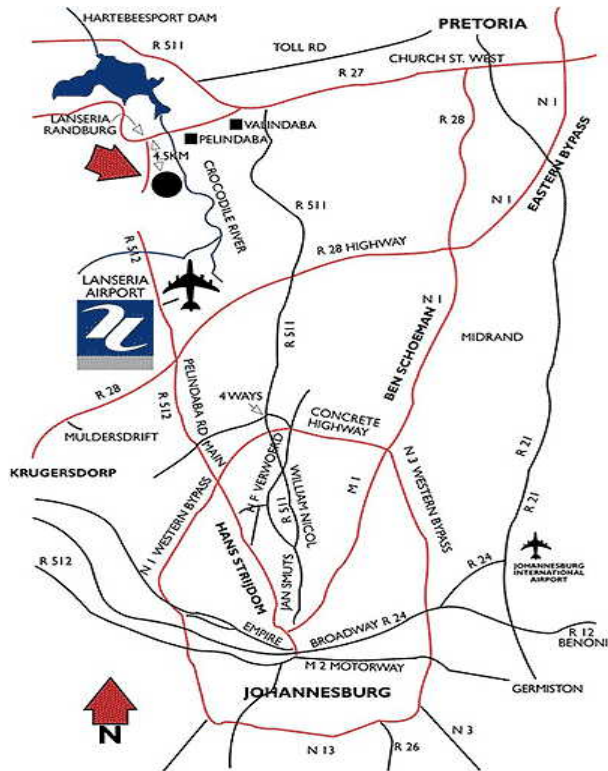 HARTEBEESPORT DAM
PRETORIA
R 511
TOLL RD
CHURCH ST. WEST
R 27
N 1
LANSERIA
RANDBURG
VALINDABA
PELINDABA
R 28
4.5KM
EASTERN BYPASS
CROCODILE RIVER
R 511
N 1
R 512
R 28 HIGHWAY
LANSERIA
AIRPORT
N 1
R 511
BEN SCHOEMAN
MIDRAND
R 28
PELINDABA RD
R 512
4 WAYS
CONCRETE
HIGHWAY
MULDERSDRIFT
MAIN
KRUGERSDORP
H F VERWOERD
WILLIAM NICOL
R 511
M 1
N 3 WESTERN BYPASS
R 21
R 21
N 1 WESTERN BYPASS
HANS STRIJDOM
JAN SMUTS
R 512
R 24
JOHANNESBURG
INTERNATIONAL
AIRPORT
EMPIRE
BROADWAY R 24
R 12
BENONI
M 2 MOTORWAY
JOHANNESBURG
GERMISTON
N
N 13
R 26
N 3